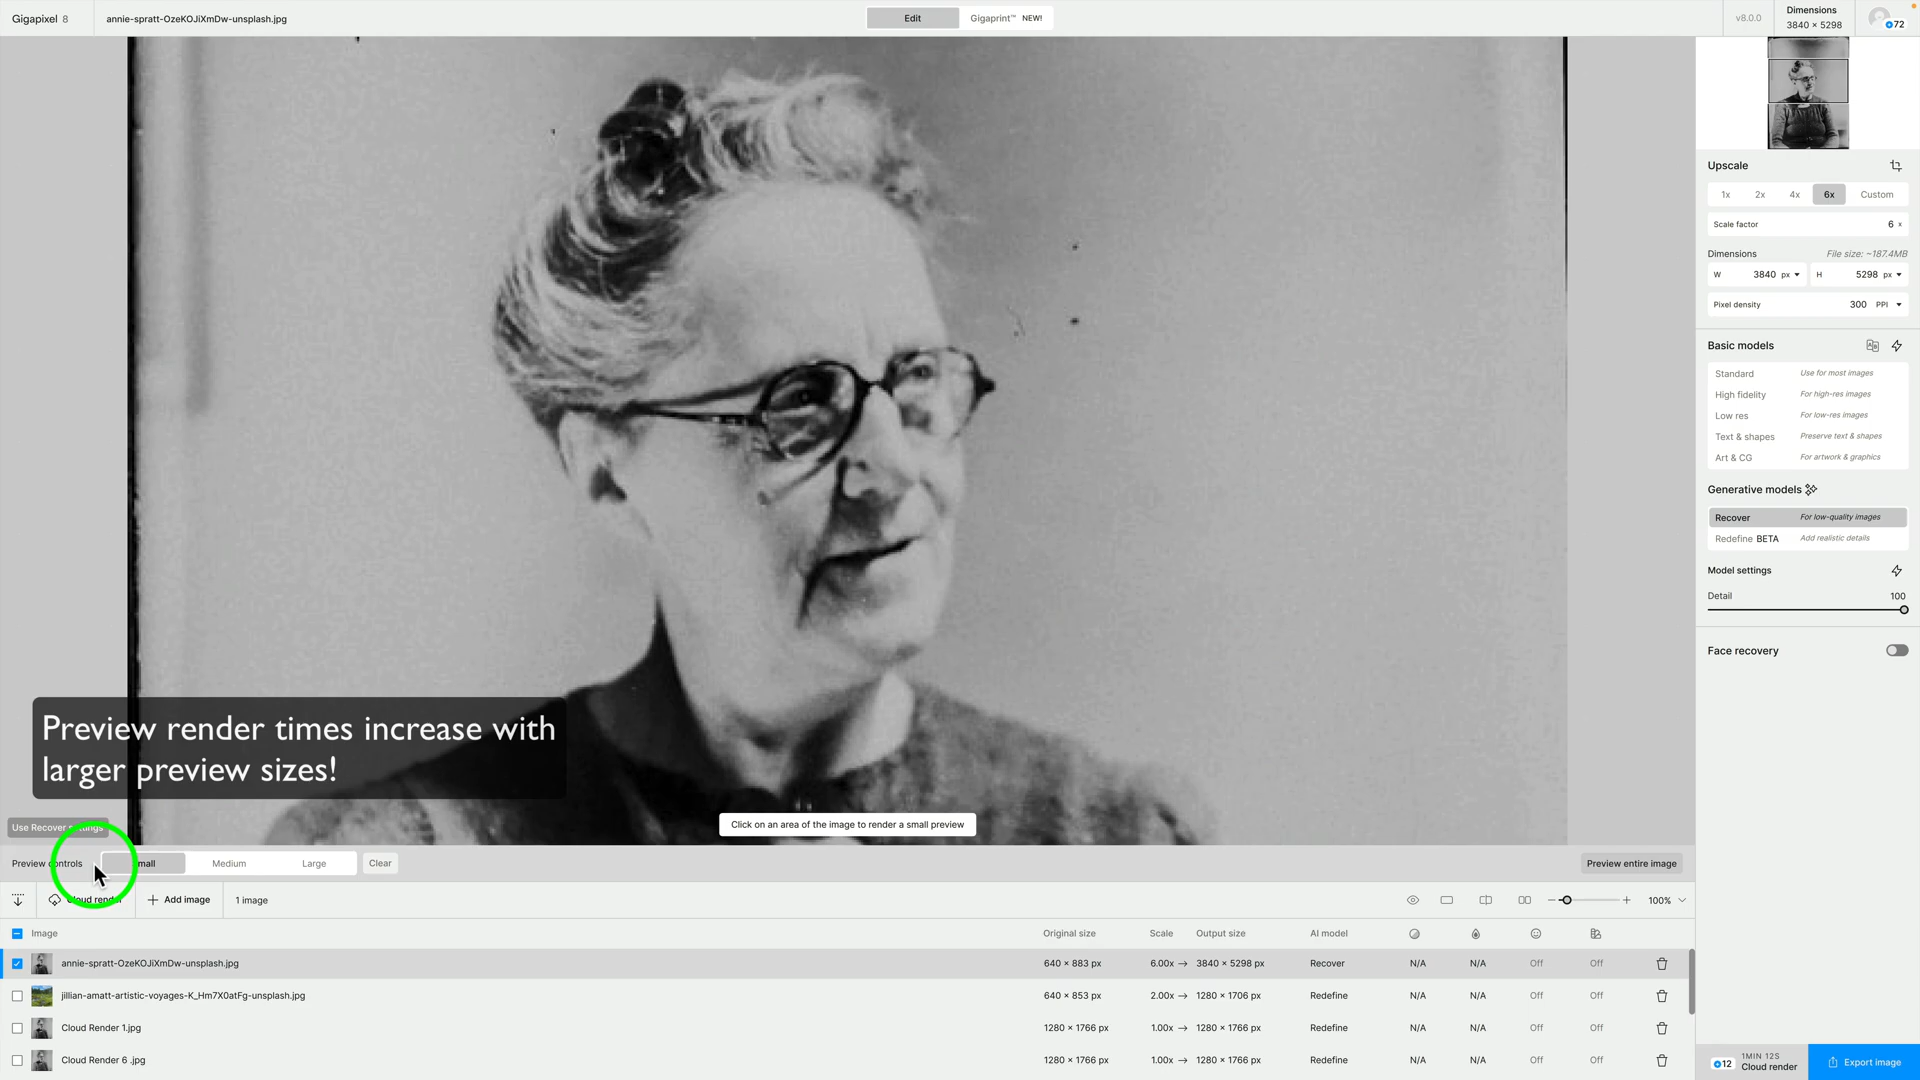 Gigapixel 8
annie-spratt-OzeKOJiXmDw-unsplash.jpg
Edit
Gigaprint™ NEW!
v8.0.0
Dimensions
3840 × 5298
72
Upscale
1x 2x 4x 6x Custom
Scale factor 6 x
Dimensions File size: ~187.4MB
W 3840 px H 5298 px
Pixel density 300 PPI
Basic models
Standard Use for most images
High fidelity For high-res images
Low res For low-res images
Text & shapes Preserve text & shapes
Art & CG For artwork & graphics
Generative models
Recover For low-quality images
Redefine BETA Add realistic details
Model settings
Detail 100
Face recovery
Preview render times increase with
larger preview sizes!
Click on an area of the image to render a small preview
Use Recover settings
Preview controls Small Medium Large Clear Preview entire image
Cloud render Add image 1 image 100%
Image Original size Scale Output size AI model
annie-spratt-OzeKOJiXmDw-unsplash.jpg 640 × 883 px 6.00x → 3840 × 5298 px Recover N/A N/A Off Off
jillian-amatt-artistic-voyages-K_Hm7X0atFg-unsplash.jpg 640 × 853 px 2.00x → 1280 × 1706 px Redefine N/A N/A Off Off
Cloud Render 1.jpg 1280 × 1766 px 1.00x → 1280 × 1766 px Redefine N/A N/A Off Off
Cloud Render 6 .jpg 1280 × 1766 px 1.00x → 1280 × 1766 px Redefine N/A N/A Off Off
12 1MIN 12S
Cloud render
Export image